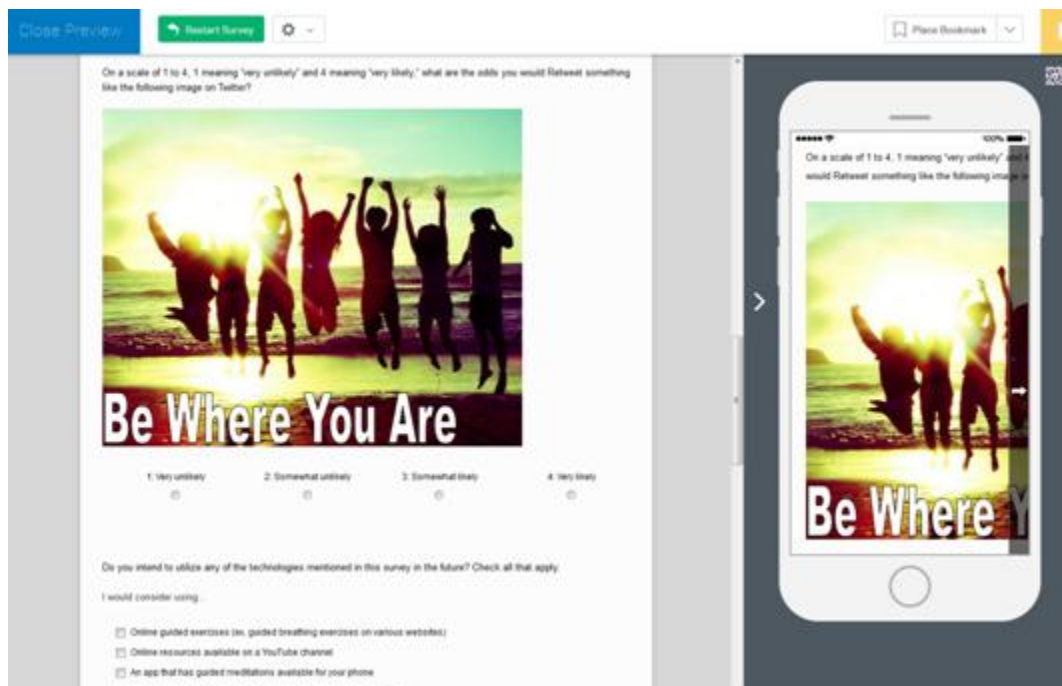 Close Preview
Restart Survey
Place Bookmark
On a scale of 1 to 4, 1 meaning "very unlikely" and 4 meaning "very likely," what are the odds you would Retweet something
like the following image on Twitter?
Be Where You Are
1: Very unlikely 2: Somewhat unlikely 3: Somewhat likely 4: Very likely
Do you intend to utilize any of the technologies mentioned in this survey in the future? Check all that apply.
I would consider using...
Online guided exercises (ex. guided breathing exercises on various websites)
Online resources available on a YouTube channel
An app that has guided meditations available for your phone
100%
On a scale of 1 to 4, 1 meaning "very unlikely" and 4
would Retweet something like the following image
Be Where Y